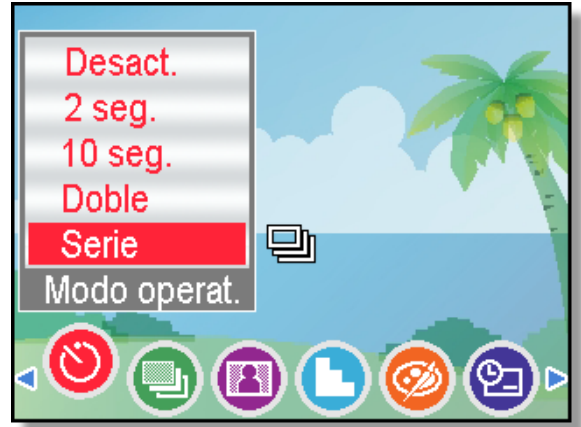 Desact.
2 seg.
10 seg.
Doble
Serie
Modo operat.